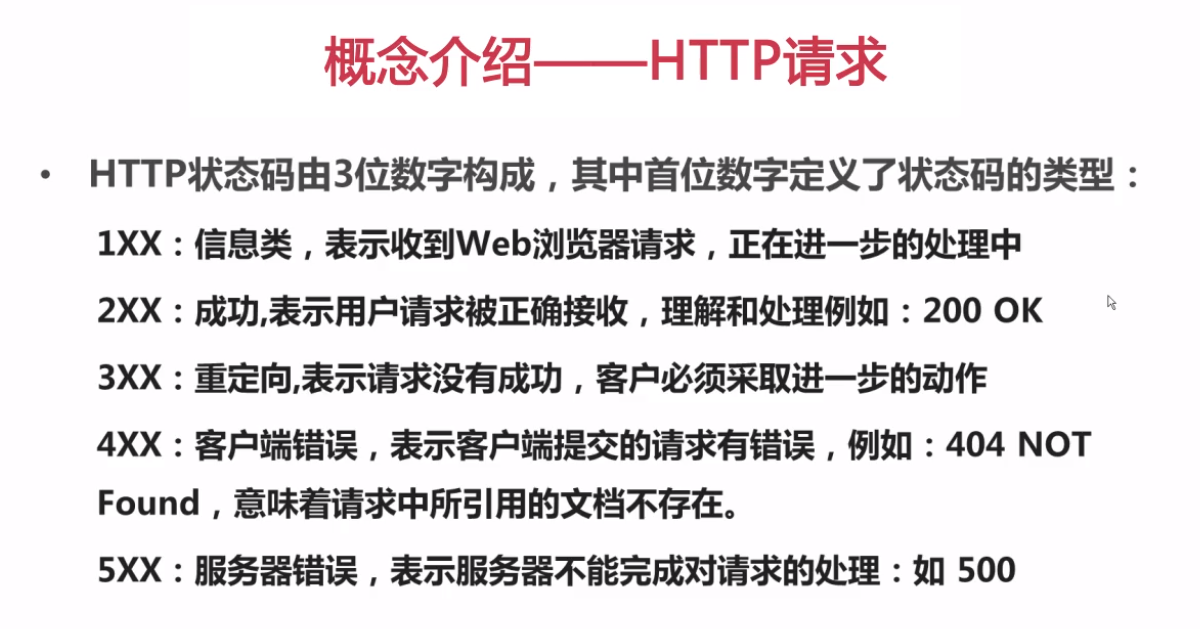 概念介绍——HTTP请求
• HTTP状态码由3位数字构成，其中首位数字定义了状态码的类型：
1XX：信息类，表示收到Web浏览器请求，正在进一步的处理中
2XX：成功,表示用户请求被正确接收，理解和处理例如：200 OK
3XX：重定向,表示请求没有成功，客户必须采取进一步的动作
4XX：客户端错误，表示客户端提交的请求有错误，例如：404 NOT
Found，意味着请求中所引用的文档不存在。
5XX：服务器错误，表示服务器不能完成对请求的处理：如 500